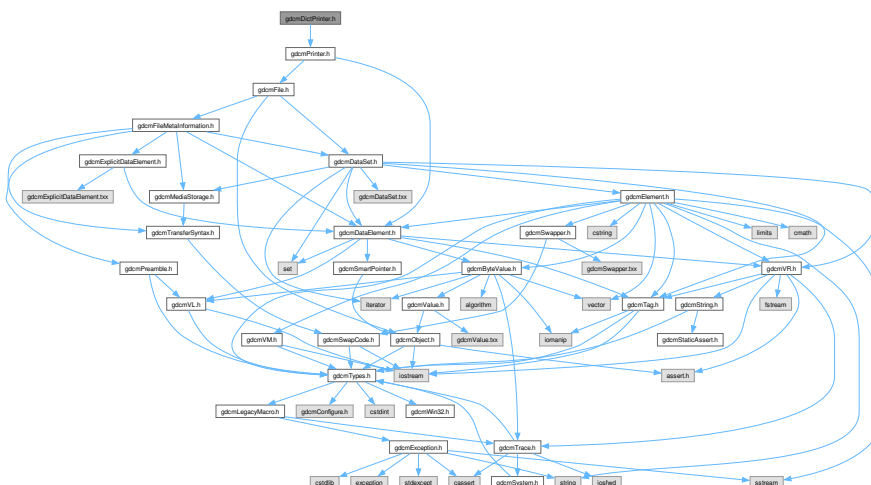 gdcmDictPrinter.h
gdcmPrinter.h
gdcmFile.h
gdcmFileMetaInformation.h
gdcmExplicitDataElement.h
gdcmDataSet.h
gdcmExplicitDataElement.txx
gdcmMediaStorage.h
gdcmDataSet.txx
gdcmElement.h
gdcmTransferSyntax.h
gdcmDataElement.h
cstring
gdcmSwapper.h
limits
cmath
gdcmPreamble.h
set
gdcmSmartPointer.h
gdcmByteValue.h
gdcmSwapper.txx
gdcmVR.h
gdcmVL.h
iterator
gdcmValue.h
algorithm
vector
gdcmTag.h
gdcmString.h
fstream
gdcmVM.h
gdcmSwapCode.h
gdcmObject.h
gdcmValue.txx
iomanip
gdcmStaticAssert.h
gdcmTypes.h
iostream
assert.h
gdcmLegacyMacro.h
gdcmConfigure.h
cstdint
gdcmWin32.h
gdcmException.h
gdcmTrace.h
cstdlib
exception
stdexcept
cassert
gdcmSystem.h
string
iosfwd
sstream